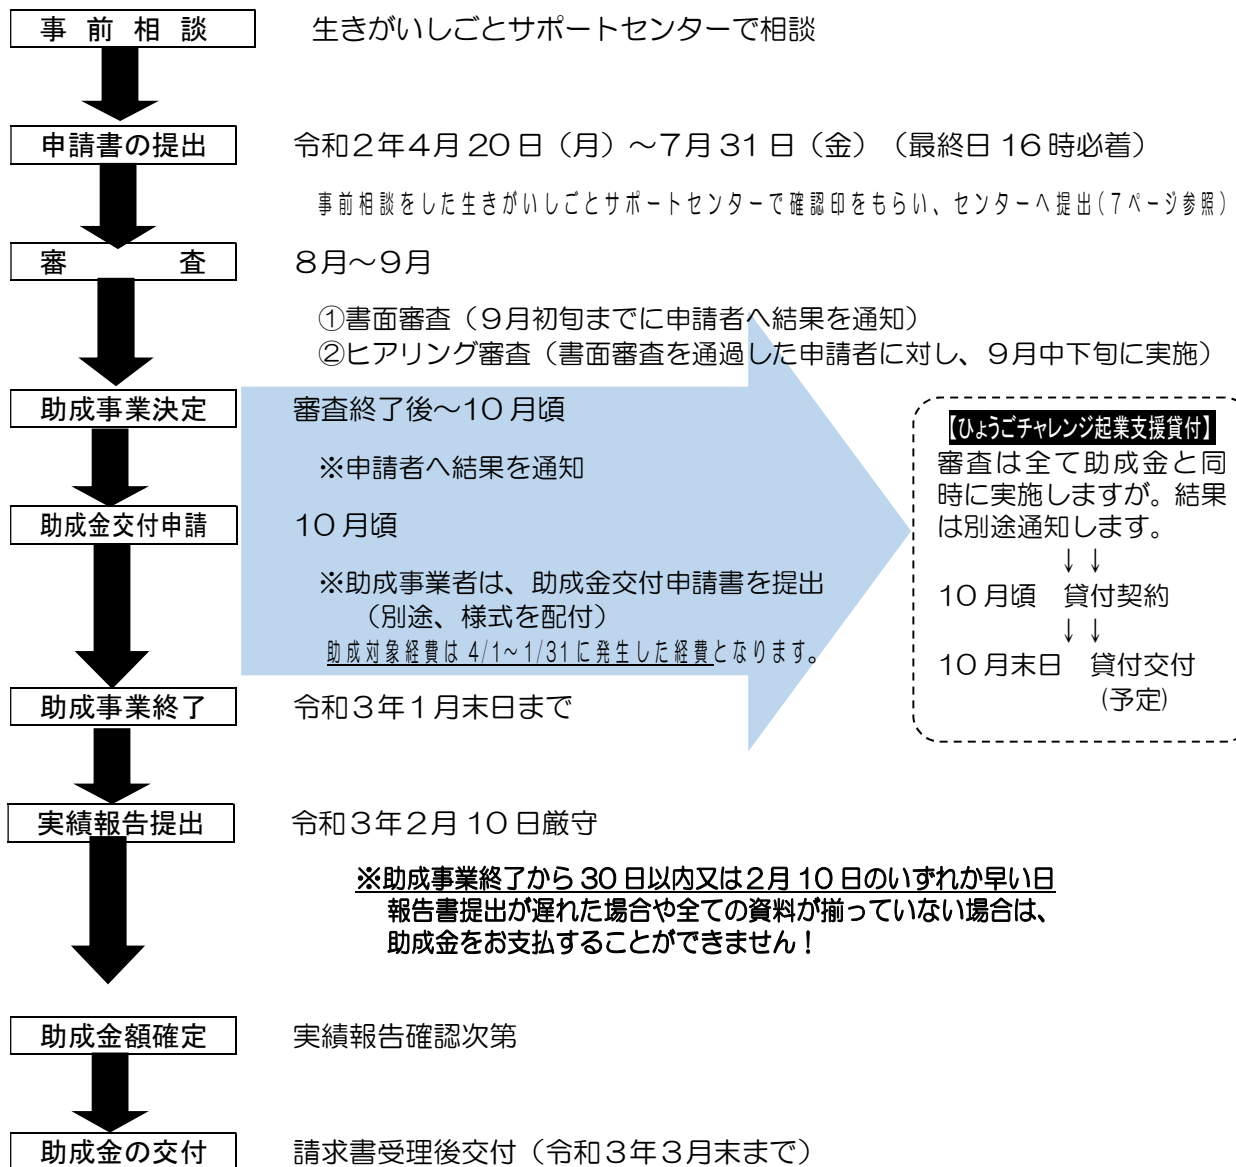 事前相談　生きがいしごとサポートセンターで相談
申請書の提出　令和２年４月20日（月）～７月31日（金）（最終日16時必着）
事前相談をした生きがいしごとサポートセンターで確認印をもらい、センターへ提出(７ページ参照)
審査　８月～９月
①書面審査（９月初旬までに申請者へ結果を通知）
②ヒアリング審査（書面審査を通過した申請者に対し、９月中下旬に実施）
助成事業決定　審査終了後～10月頃
※申請者へ結果を通知
助成金交付申請　10月頃
※助成事業者は、助成金交付申請書を提出
（別途、様式を配付）
助成対象経費は 4/1～1/31に発生した経費となります。
【ひょうごチャレンジ起業支援貸付】
審査は全て助成金と同
時に実施しますが。結果
は別途通知します。
↓↓
10月頃　貸付契約
↓↓
10月末日　貸付交付
(予定)
助成事業終了　令和３年１月末日まで
実績報告提出　令和３年２月10日厳守
※助成事業終了から30日以内又は２月10日のいずれか早い日
報告書提出が遅れた場合や全ての資料が揃っていない場合は、
助成金をお支払することができません！
助成金額確定　実績報告確認次第
助成金の交付　請求書受理後交付（令和３年３月末まで）